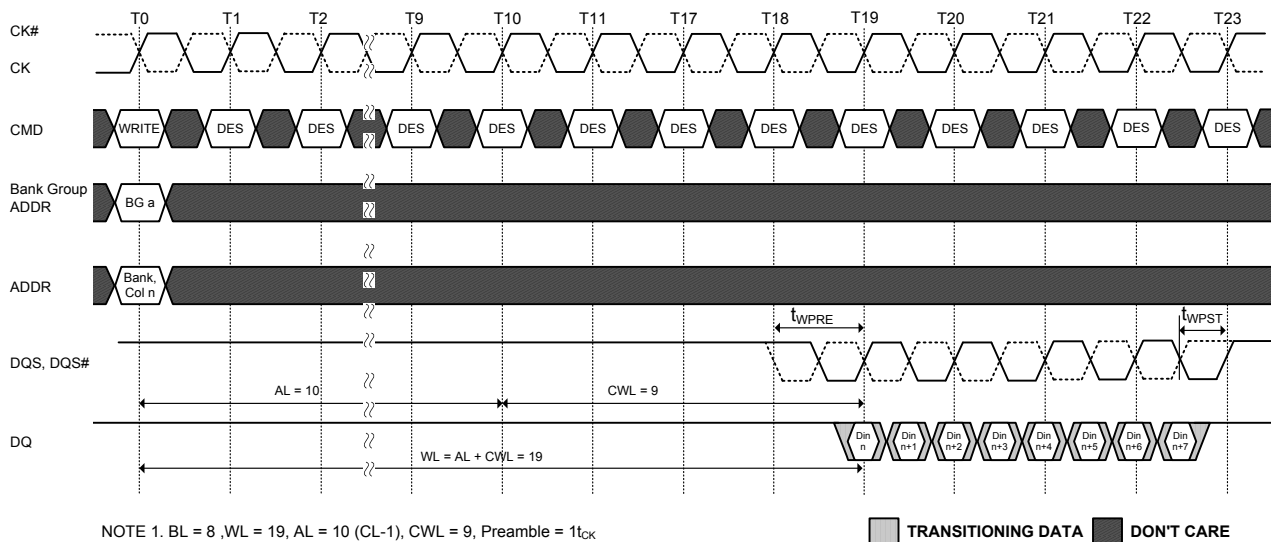 T0 T1 T2 T9 T10 T11 T17 T18 T19 T20 T21 T22 T23
CK#
CK
CMD
WRITE DES DES DES DES DES DES DES DES DES DES DES DES
Bank Group
ADDR
BG a
ADDR
Bank,
Col n
tWPRE
tWPST
DQS, DQS#
AL = 10
CWL = 9
DQ
Din
n
Din
n+1
Din
n+2
Din
n+3
Din
n+4
Din
n+5
Din
n+6
Din
n+7
WL = AL + CWL = 19
NOTE 1. BL = 8 ,WL = 19, AL = 10 (CL-1), CWL = 9, Preamble = 1tCK
TRANSITIONING DATA
DON'T CARE